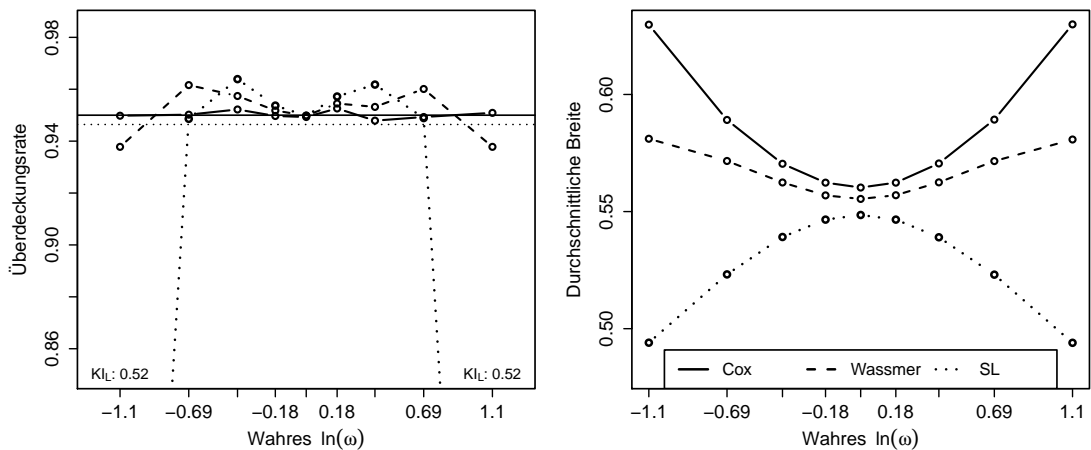 0.98
0.94
0.90
0.86
Überdeckungsrate
KI_L: 0.52
KI_L: 0.52
−1.1 −0.69 −0.18 0.18 0.69 1.1
Wahres ln(ω)
0.60
0.55
0.50
Durchschnittliche Breite
Cox Wassmer SL
−1.1 −0.69 −0.18 0.18 0.69 1.1
Wahres ln(ω)